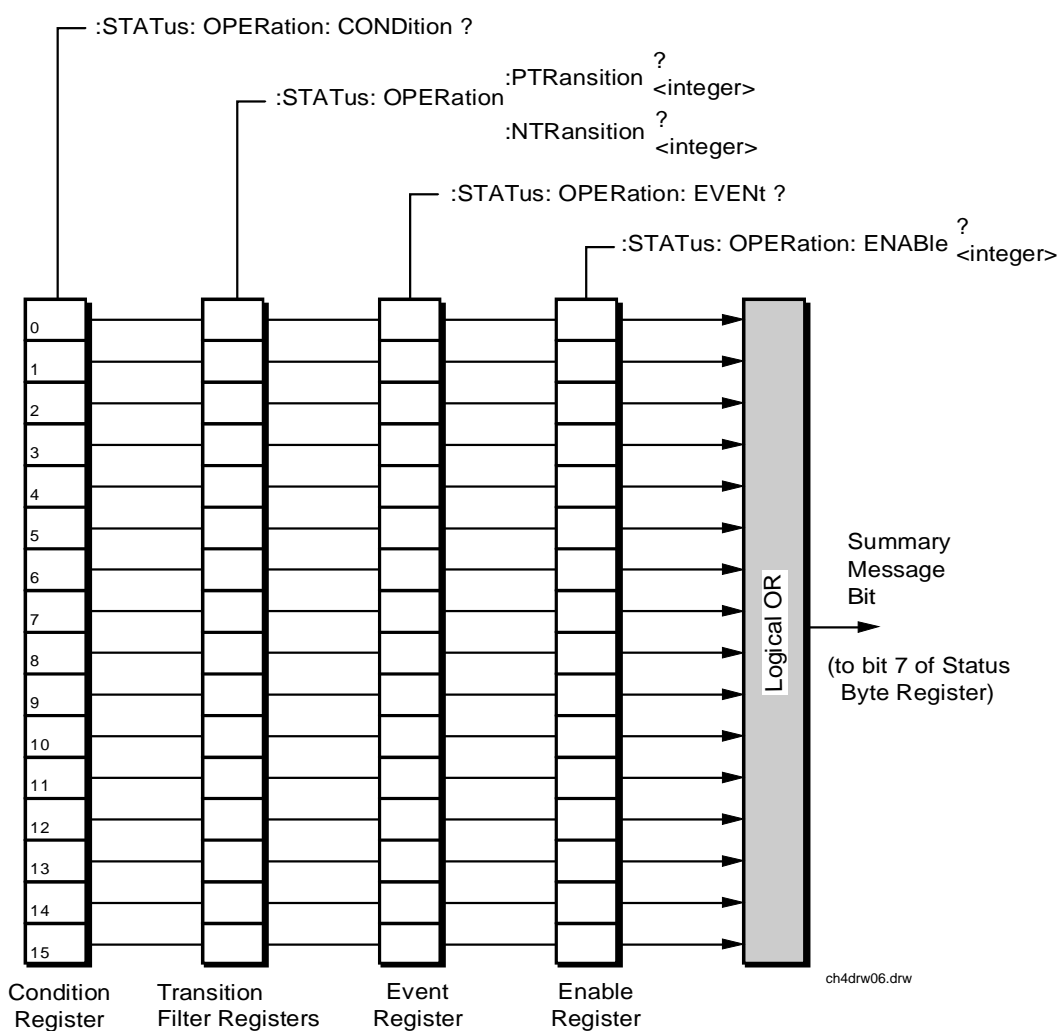 :STATus: OPERation: CONDition ?
:STATus: OPERation
:PTRansition ?
<integer>
:NTRansition ?
<integer>
:STATus: OPERation: EVENt ?
:STATus: OPERation: ENABle ?
<integer>
0
1
2
3
4
5
6
7
8
9
10
11
12
13
14
15
Logical OR
Summary
Message
Bit
(to bit 7 of Status
Byte Register)
ch4drw06.drw
Condition
Register
Transition
Filter Registers
Event
Register
Enable
Register